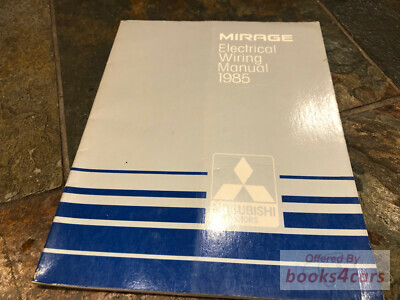 MIRAGE
Electrical
Wiring
Manual
1985
MITSUBISHI
MOTORS
Offered By
books4cars